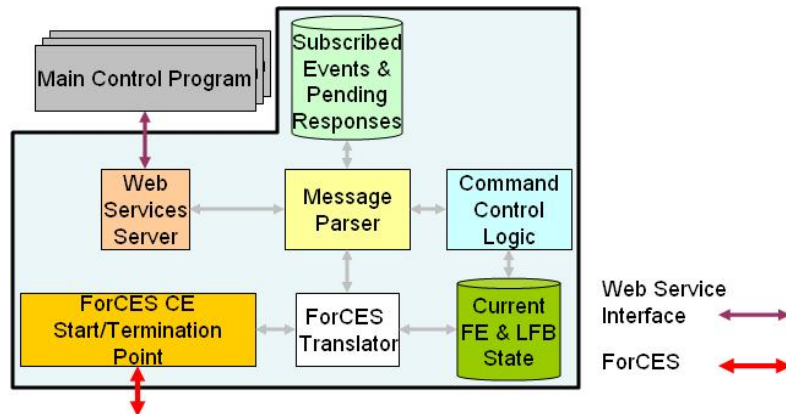 Main Control Program
Subscribed
Events &
Pending
Responses
Web
Services
Server
Message
Parser
Command
Control
Logic
ForCES CE
Start/Termination
Point
ForCES
Translator
Current
FE & LFB
State
Web Service
Interface
ForCES